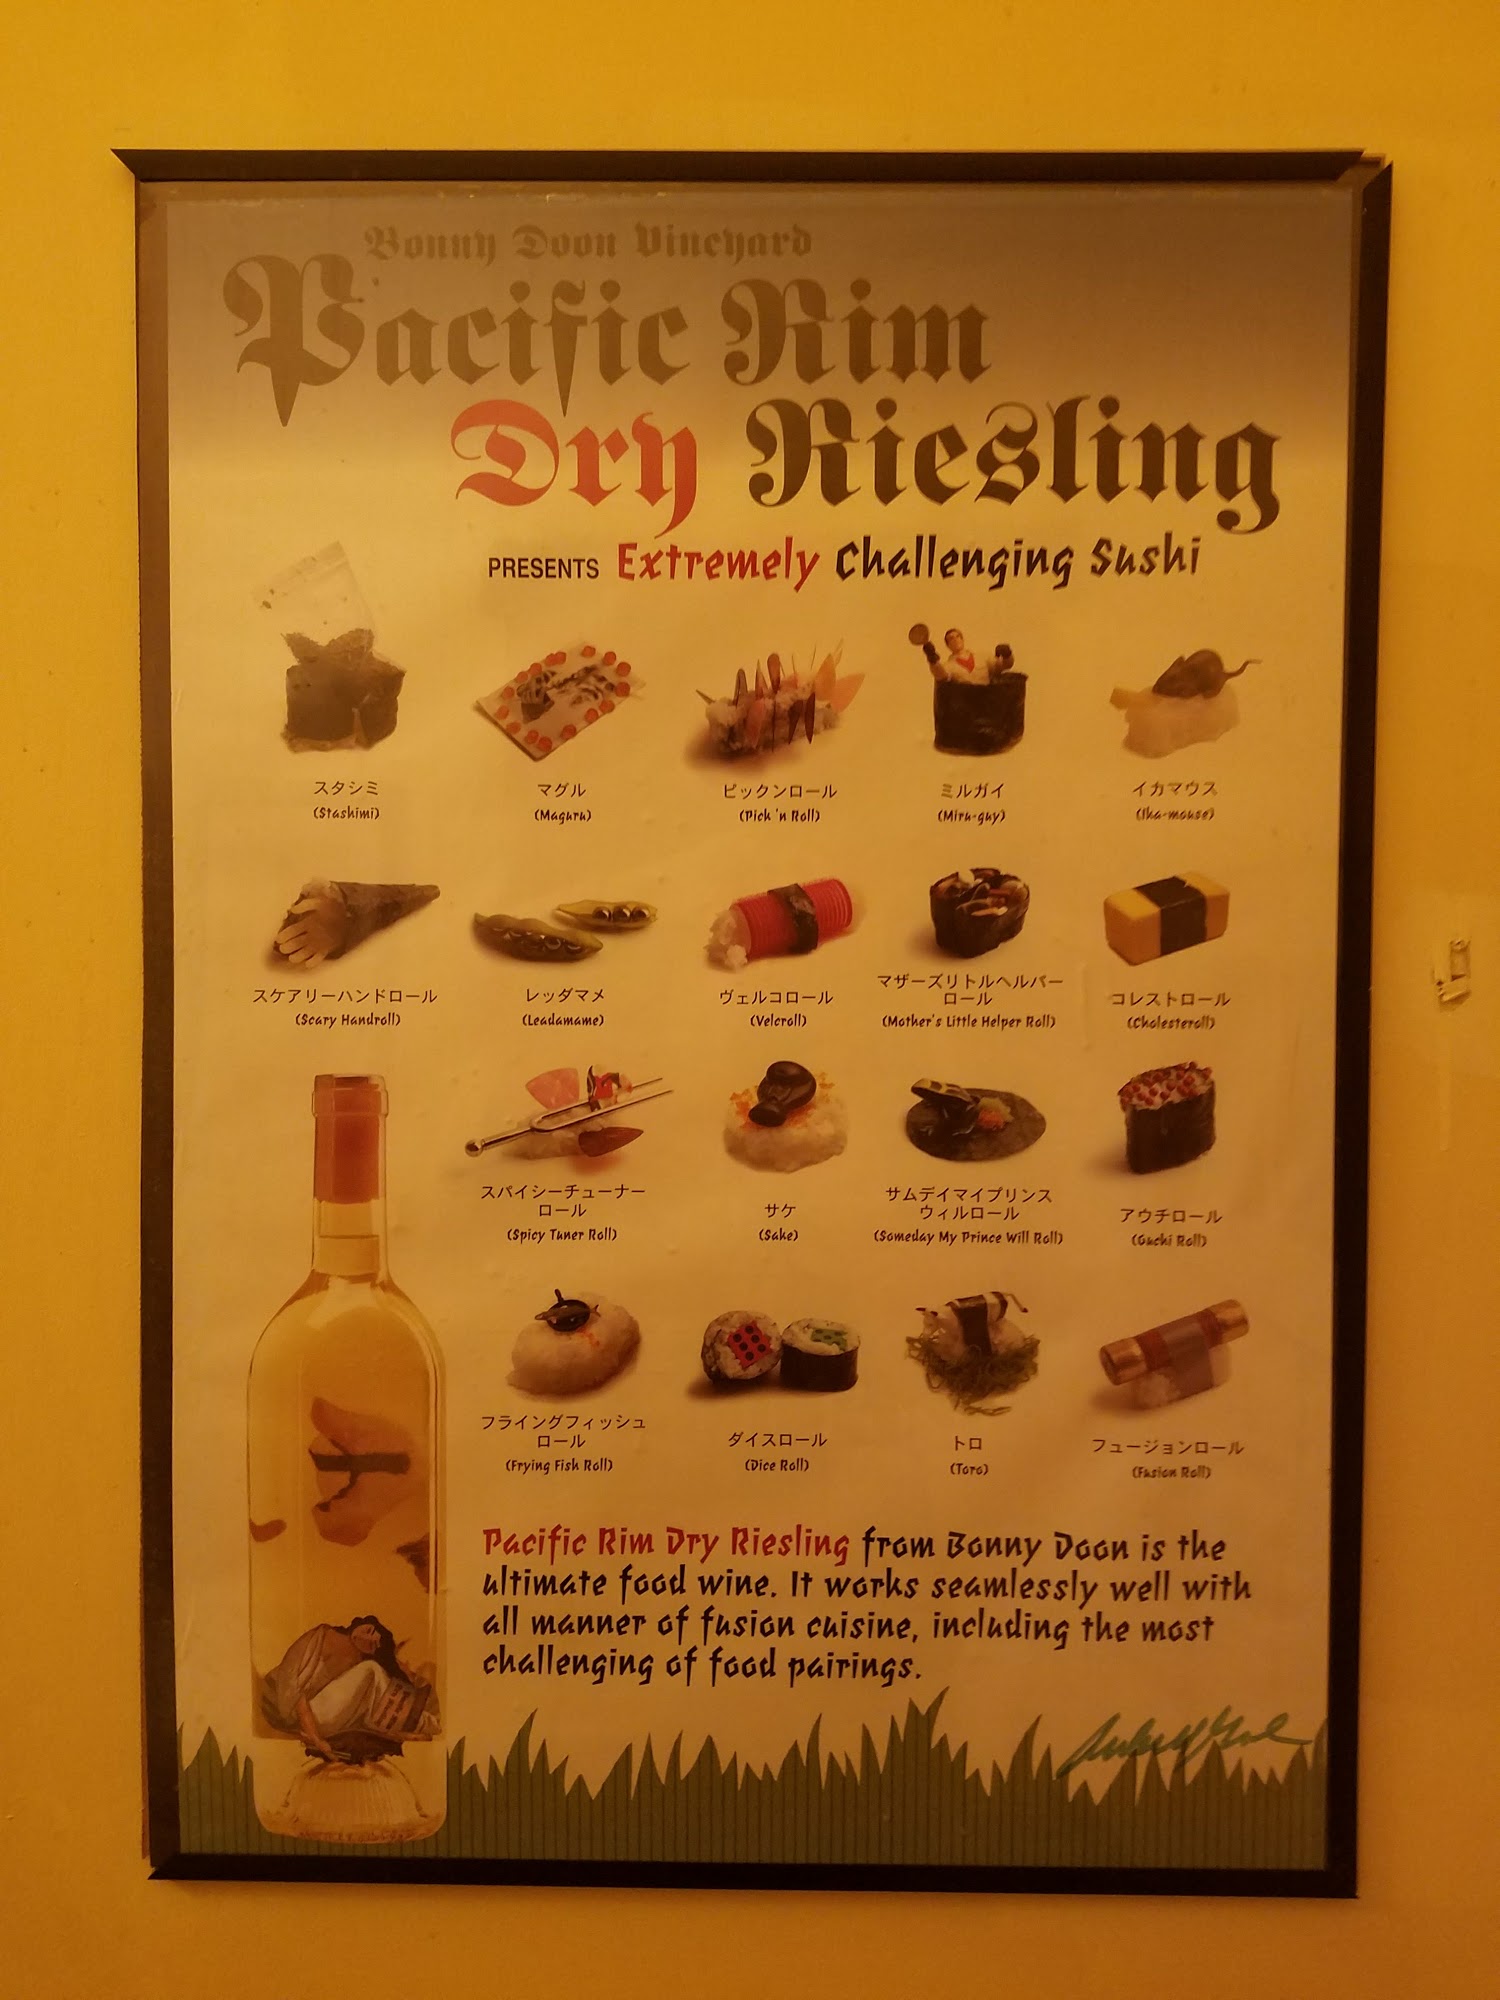 Bonny Doon Vineyard
Pacific Rim
Dry Riesling
PRESENTS Extremely Challenging Sushi
スタシミ
(Stashimi)
マグル
(Maguru)
ピックンロール
(Pick 'n Roll)
ミルガイ
(Miru-guy)
イカマウス
(Ika-mouse)
スケアリーハンドロール
(Scary Handroll)
レッダマメ
(Leadamame)
ヴェルコロール
(Velcroll)
マザーズリトルヘルパー
ロール
(Mother's Little Helper Roll)
コレストロール
(Cholesteroll)
スパイシーチューナー
ロール
(Spicy Tuner Roll)
サケ
(Sake)
サムデイマイプリンス
ウィルロール
(Someday My Prince Will Roll)
アウチロール
(Ouchi Roll)
フライングフィッシュ
ロール
(Frying Fish Roll)
ダイスロール
(Dice Roll)
トロ
(Toro)
フュージョンロール
(Fusion Roll)
Pacific Rim Dry Riesling from Bonny Doon is the
ultimate food wine. It works seamlessly well with
all manner of fusion cuisine, including the most
challenging of food pairings.